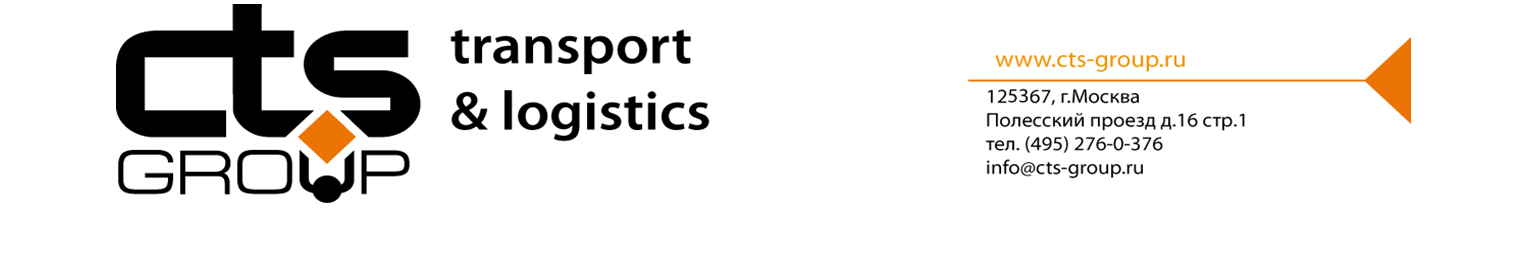 cts
GROUP
transport
& logistics
www.cts-group.ru
125367, г.Москва
Полесский проезд д.16 стр.1
тел. (495) 276-0-376
info@cts-group.ru